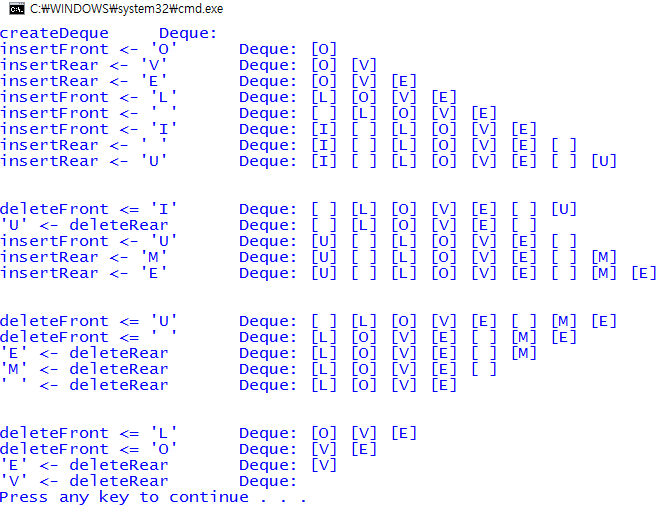 C:\WINDOWS\system32\cmd.exe
createDeque     Deque:
insertFront <- 'O'      Deque: [O]
insertRear <- 'V'       Deque: [O] [V]
insertRear <- 'E'       Deque: [O] [V] [E]
insertFront <- 'L'      Deque: [L] [O] [V] [E]
insertFront <- ' '      Deque: [ ] [L] [O] [V] [E]
insertFront <- 'I'      Deque: [I] [ ] [L] [O] [V] [E]
insertRear <- ' '       Deque: [I] [ ] [L] [O] [V] [E] [ ]
insertRear <- 'U'       Deque: [I] [ ] [L] [O] [V] [E] [ ] [U]
deleteFront <= 'I'      Deque: [ ] [L] [O] [V] [E] [ ] [U]
'U' <- deleteRear       Deque: [ ] [L] [O] [V] [E] [ ]
insertFront <- 'U'      Deque: [U] [ ] [L] [O] [V] [E] [ ]
insertRear <- 'M'       Deque: [U] [ ] [L] [O] [V] [E] [ ] [M]
insertRear <- 'E'       Deque: [U] [ ] [L] [O] [V] [E] [ ] [M] [E]
deleteFront <= 'U'      Deque: [ ] [L] [O] [V] [E] [ ] [M] [E]
deleteFront <= ' '      Deque: [L] [O] [V] [E] [ ] [M] [E]
'E' <- deleteRear       Deque: [L] [O] [V] [E] [ ] [M]
'M' <- deleteRear       Deque: [L] [O] [V] [E] [ ]
' ' <- deleteRear       Deque: [L] [O] [V] [E]
deleteFront <= 'L'      Deque: [O] [V] [E]
deleteFront <= 'O'      Deque: [V] [E]
'E' <- deleteRear       Deque: [V]
'V' <- deleteRear       Deque:
Press any key to continue . . .